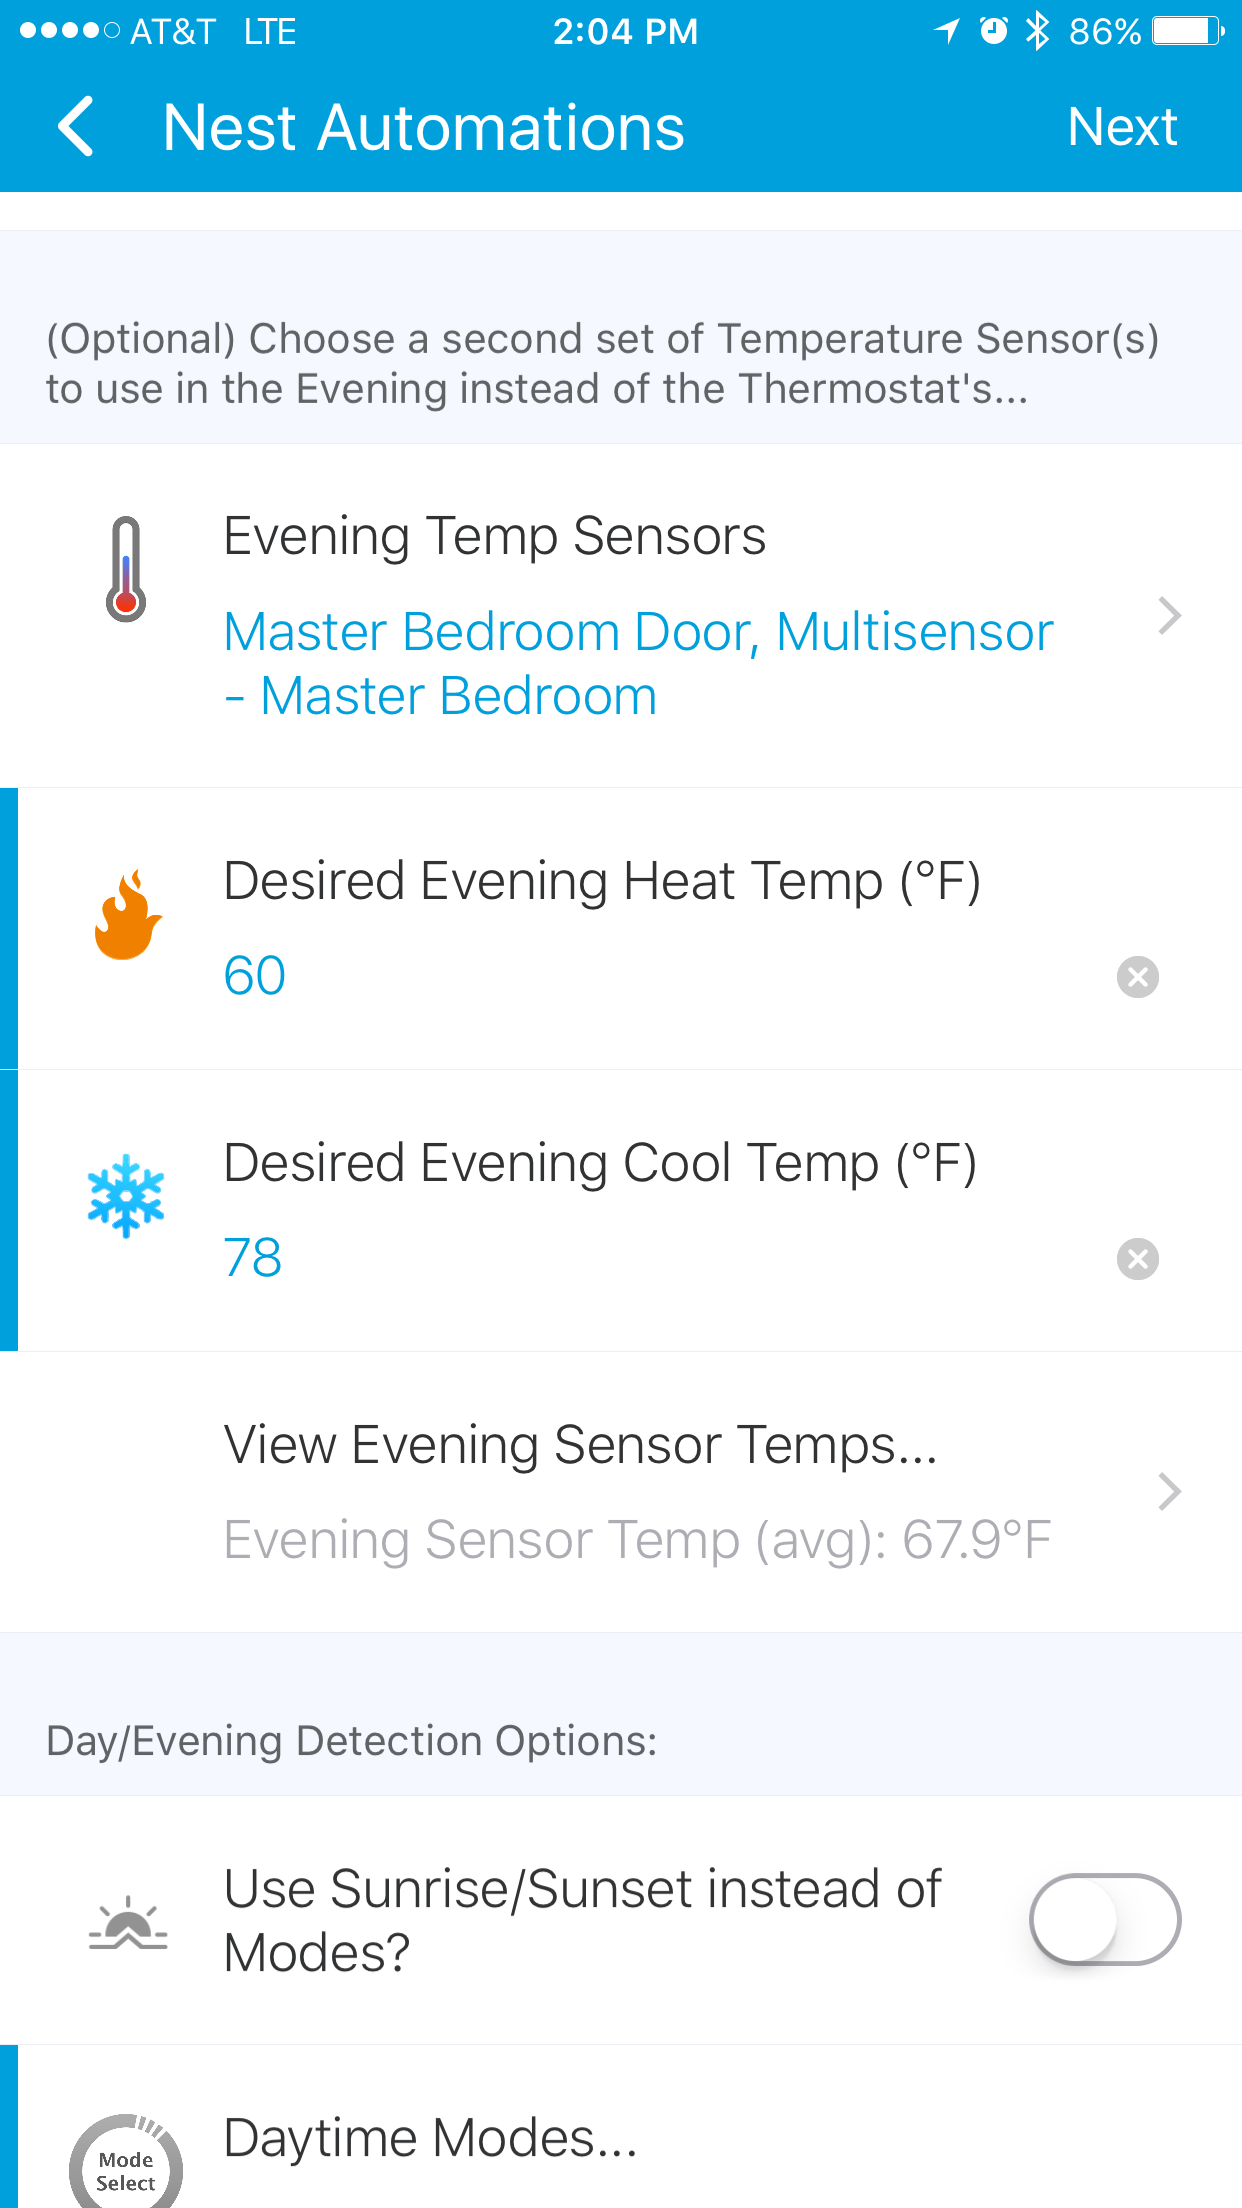 AT&T LTE 2:04 PM 86%
Nest Automations Next
(Optional) Choose a second set of Temperature Sensor(s)
to use in the Evening instead of the Thermostat's...
Evening Temp Sensors
Master Bedroom Door, Multisensor
- Master Bedroom
Desired Evening Heat Temp (°F)
60
Desired Evening Cool Temp (°F)
78
View Evening Sensor Temps...
Evening Sensor Temp (avg): 67.9°F
Day/Evening Detection Options:
Use Sunrise/Sunset instead of
Modes?
Daytime Modes...
Mode
Select